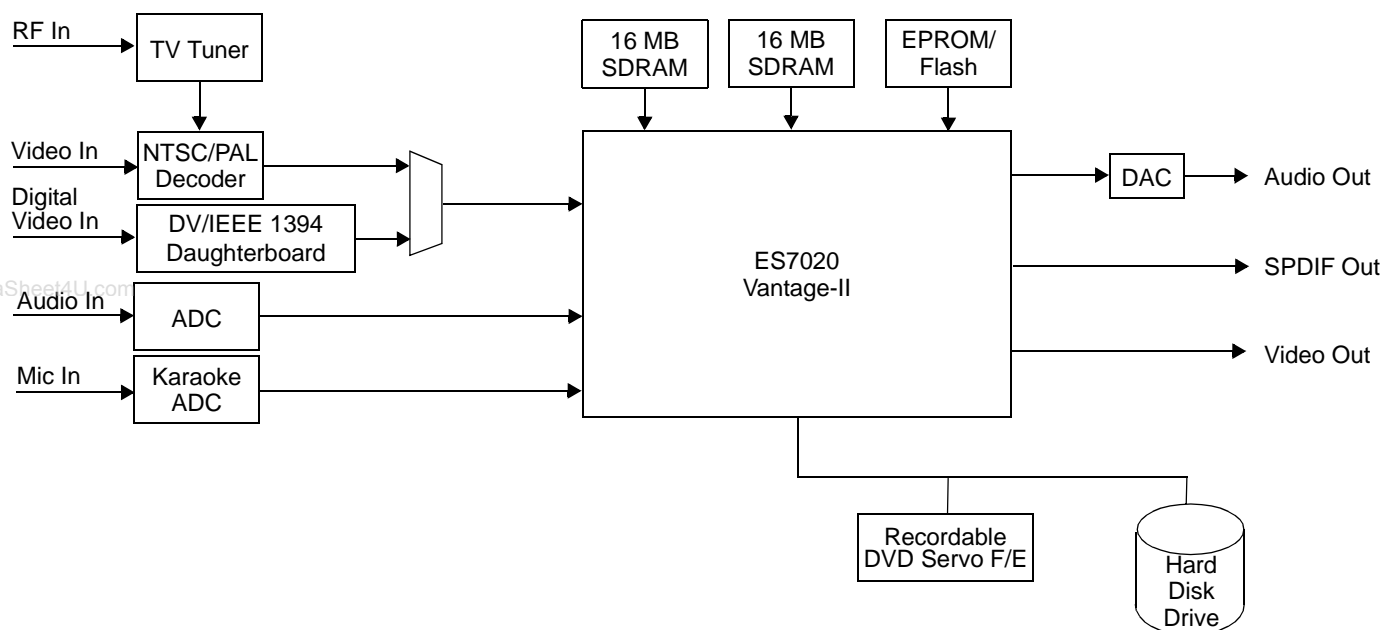 RF In
TV Tuner
16 MB
SDRAM
16 MB
SDRAM
EPROM/
Flash
Video In
NTSC/PAL
Decoder
Digital
Video In
DV/IEEE 1394
Daughterboard
aSheet4U.com
Audio In
ADC
Mic In
Karaoke
ADC
ES7020
Vantage-II
DAC
Audio Out
SPDIF Out
Video Out
Recordable
DVD Servo F/E
Hard
Disk
Drive